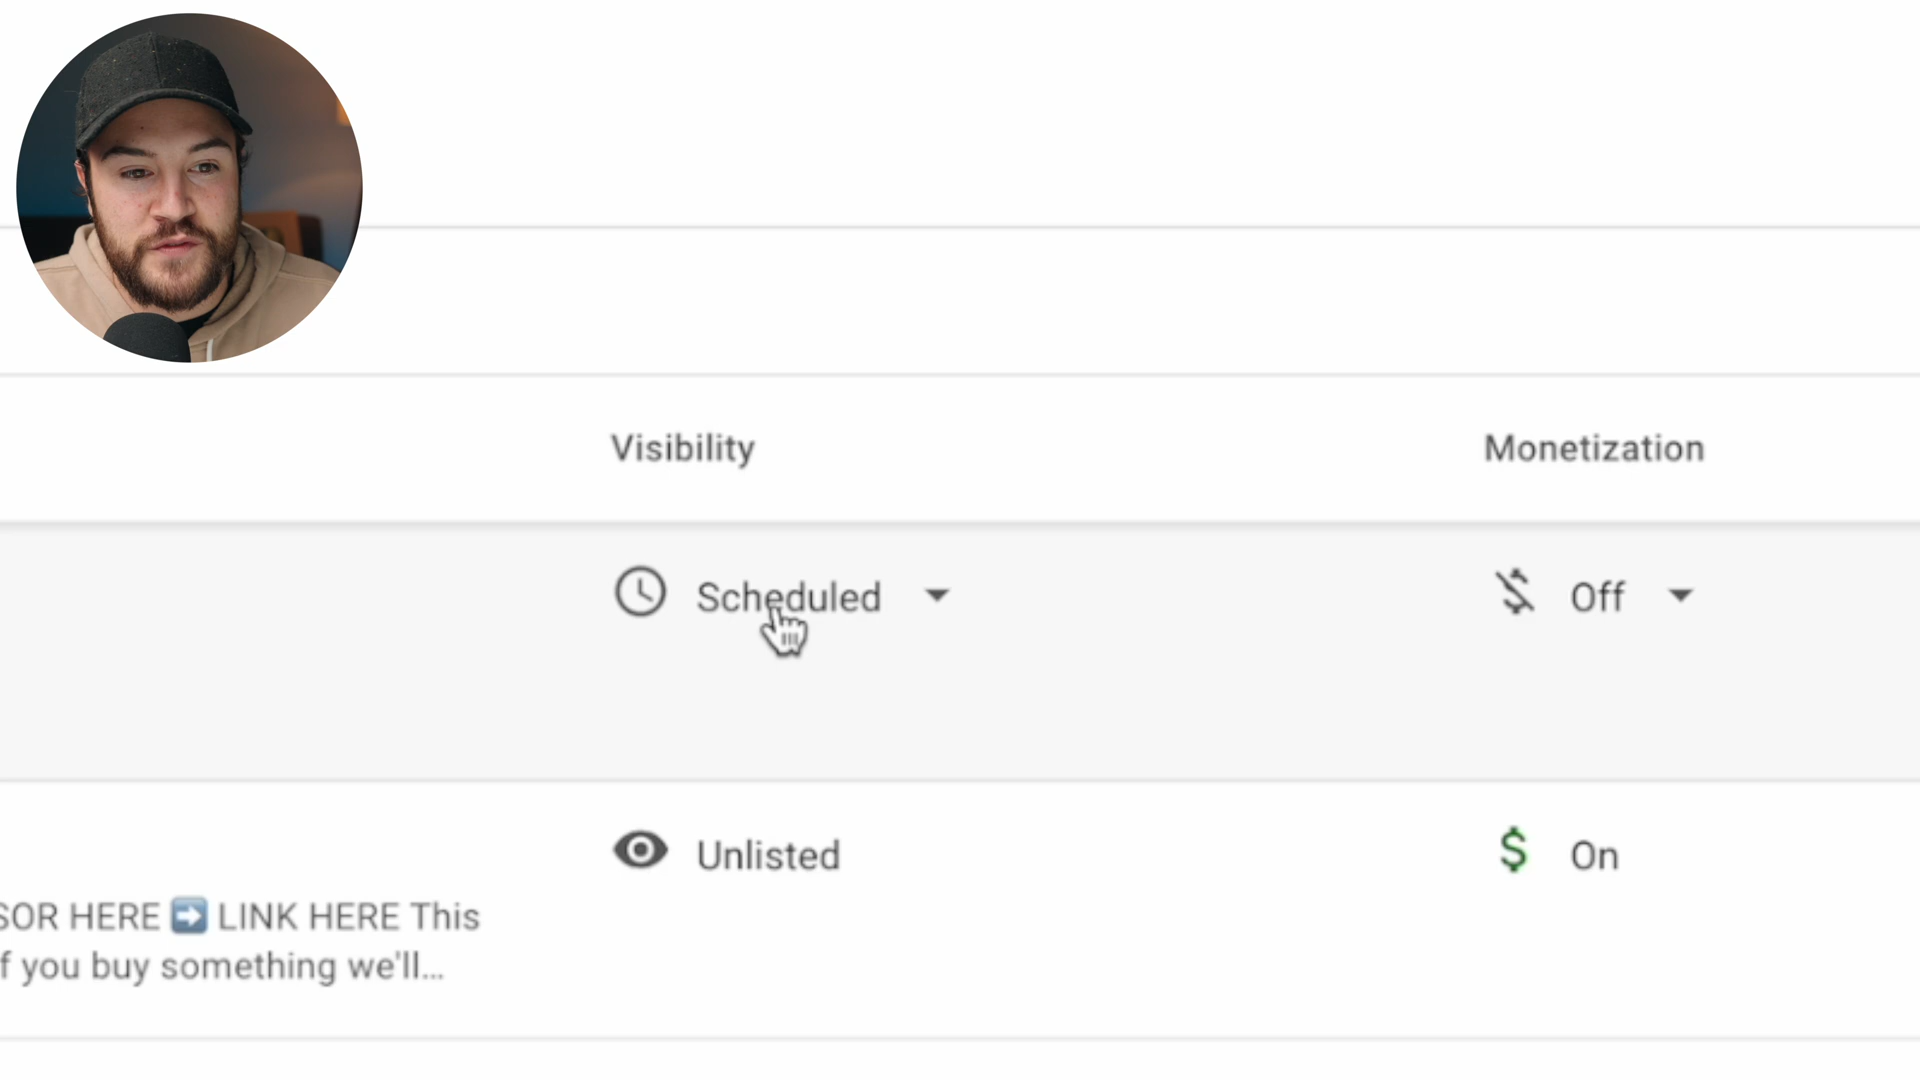 Visibility
Monetization
Scheduled
Off
Unlisted
On
SOR HERE ➡️ LINK HERE This
f you buy something we'll...